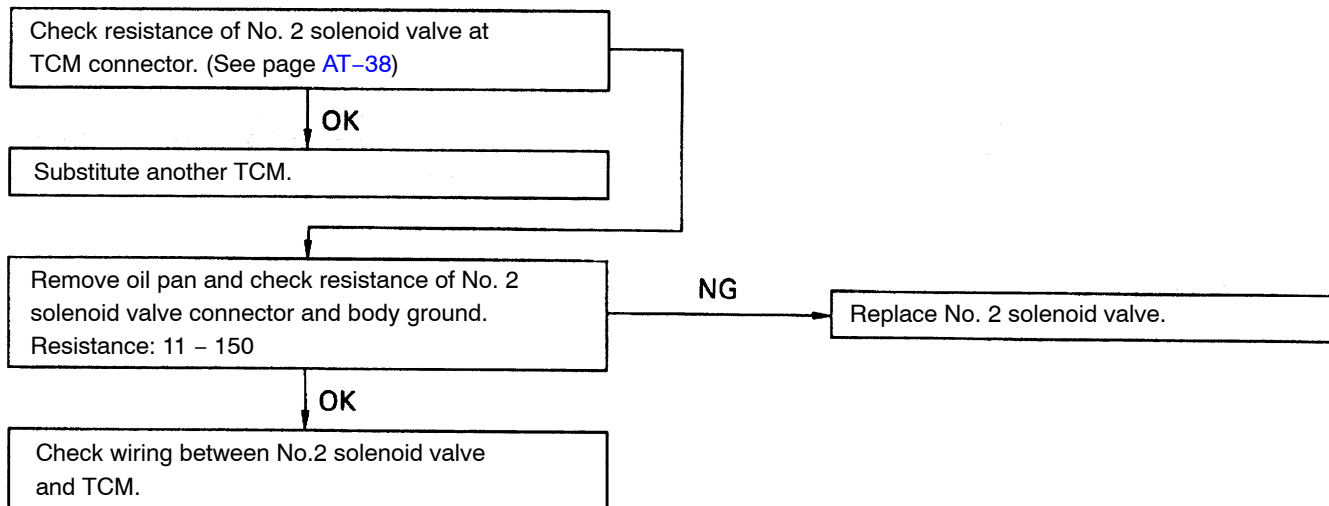 Check resistance of No. 2 solenoid valve at
TCM connector. (See page AT−38)
OK
Substitute another TCM.
Remove oil pan and check resistance of No. 2
solenoid valve connector and body ground.
Resistance: 11 − 150
NG
Replace No. 2 solenoid valve.
OK
Check wiring between No.2 solenoid valve
and TCM.